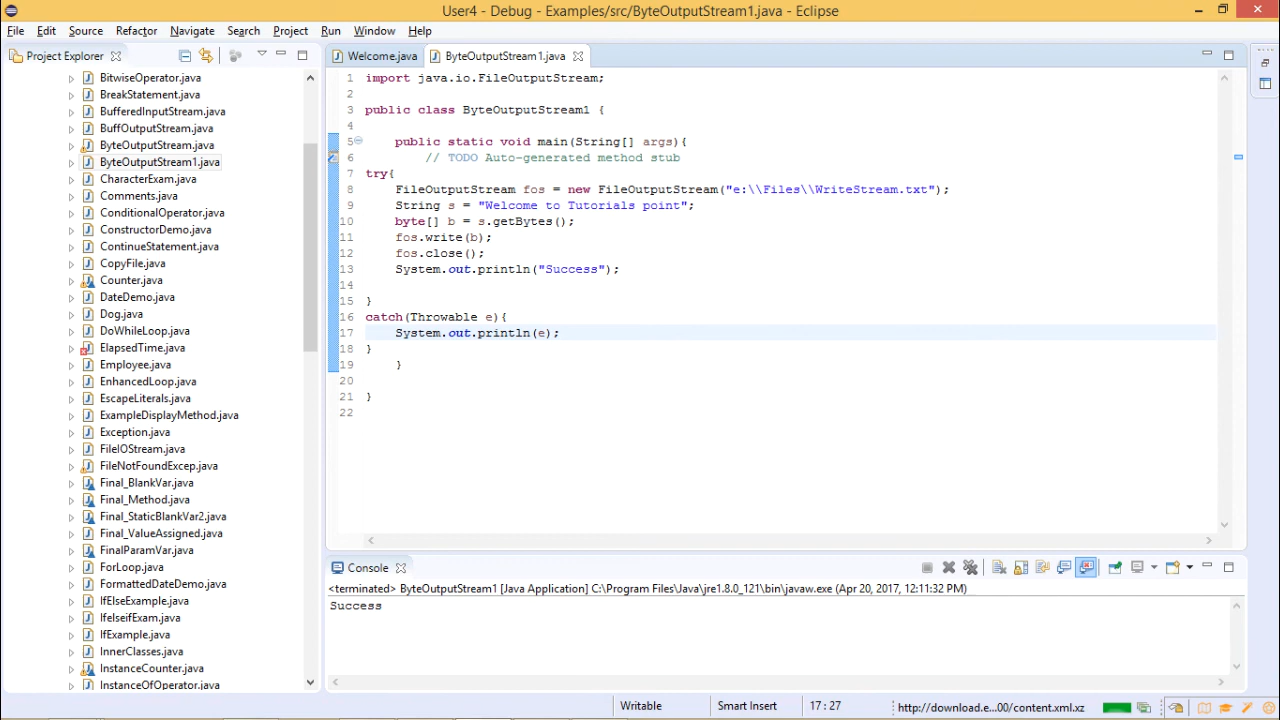 User4 - Debug - Examples/src/ByteOutputStream1.java - Eclipse
File Edit Source Refactor Navigate Search Project Run Window Help
Project Explorer
BitwiseOperator.java
BreakStatement.java
BufferedInputStream.java
BuffOutputStream.java
ByteOutputStream.java
ByteOutputStream1.java
CharacterExam.java
Comments.java
ConditionalOperator.java
ConstructorDemo.java
ContinueStatement.java
CopyFile.java
Counter.java
DateDemo.java
Dog.java
DoWhileLoop.java
ElapsedTime.java
Employee.java
EnhancedLoop.java
EscapeLiterals.java
ExampleDisplayMethod.java
Exception.java
FileIOStream.java
FileNotFoundExcep.java
Final_BlankVar.java
Final_Method.java
Final_StaticBlankVar2.java
Final_ValueAssigned.java
FinalParamVar.java
ForLoop.java
FormattedDateDemo.java
IfElseExample.java
IfelseifExam.java
IfExample.java
InnerClasses.java
InstanceCounter.java
InstanceOfOperator.java
Welcome.java ByteOutputStream1.java
1 import java.io.FileOutputStream;
2
3 public class ByteOutputStream1 {
4
5 public static void main(String[] args){
6 // TODO Auto-generated method stub
7 try{
8 FileOutputStream fos = new FileOutputStream("e:\\Files\\WriteStream.txt");
9 String s = "Welcome to Tutorials point";
10 byte[] b = s.getBytes();
11 fos.write(b);
12 fos.close();
13 System.out.println("Success");
14
15 }
16 catch(Throwable e){
17 System.out.println(e);
18 }
19 }
20
21 }
22
Console
<terminated> ByteOutputStream1 [Java Application] C:\Program Files\Java\jre1.8.0_121\bin\javaw.exe (Apr 20, 2017, 12:11:32 PM)
Success
Writable Smart Insert 17 : 27 http://download.e...00/content.xml.xz